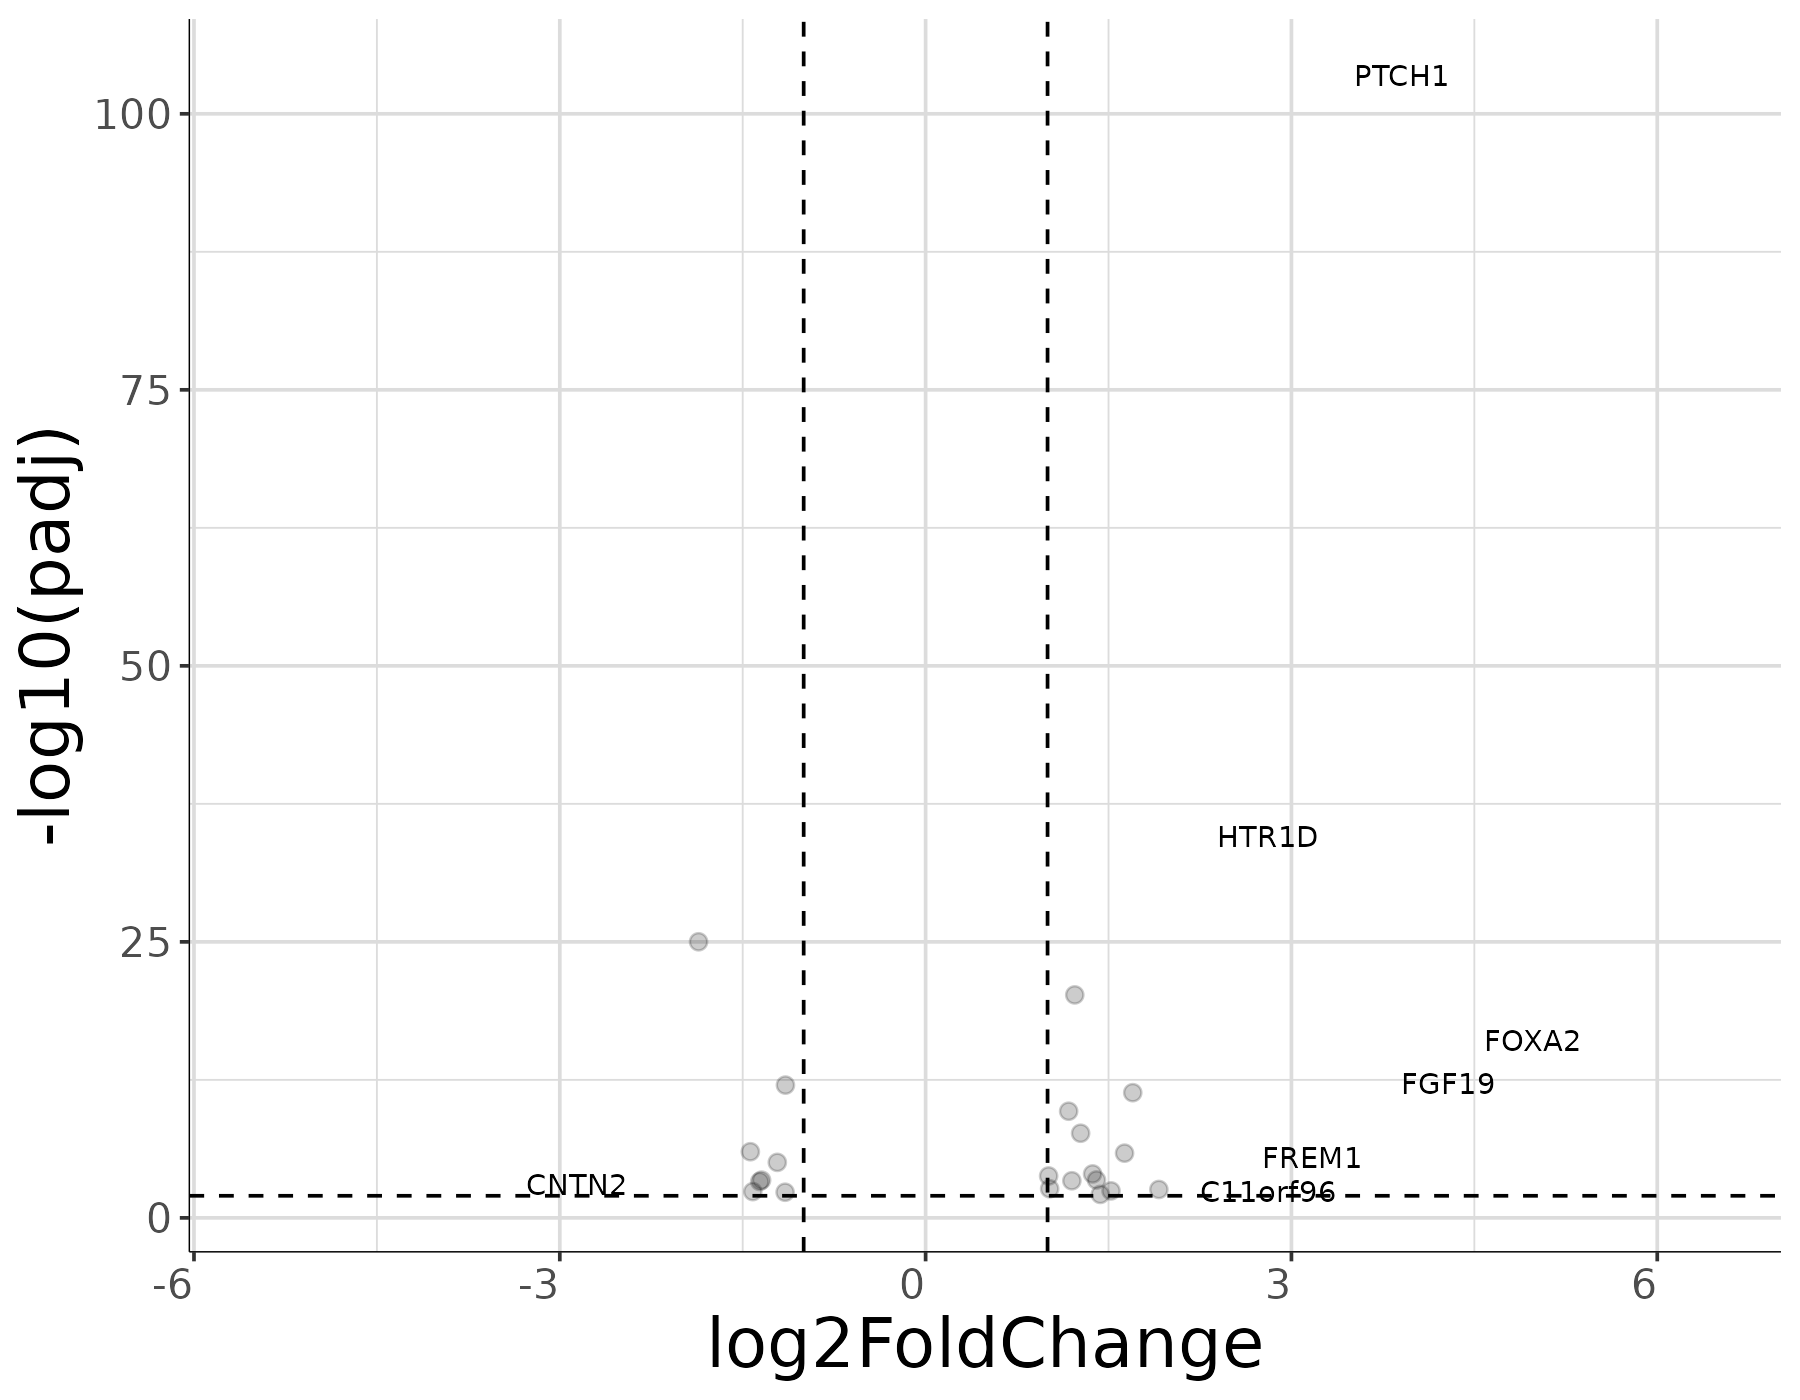 PTCH1
100
75
50
25
0
-log10(padj)
HTR1D
FOXA2
FGF19
FREM1
CNTN2
C11orf96
-6
-3
0
3
6
log2FoldChange